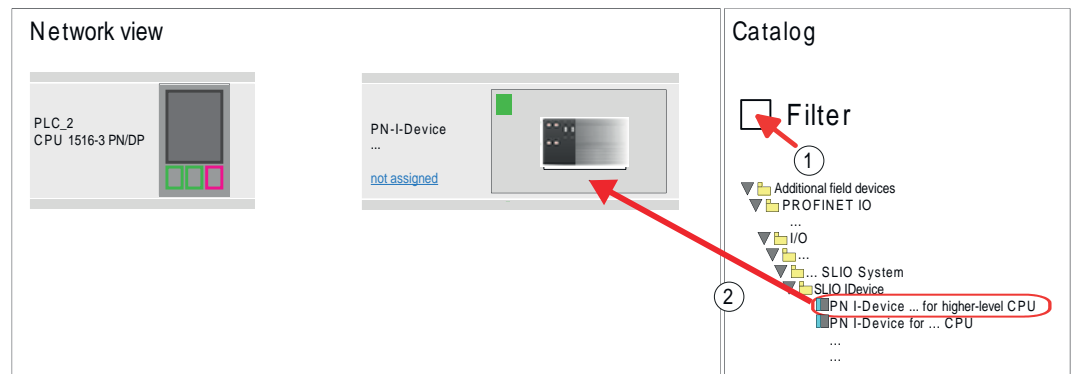 Network view
PLC_2
CPU 1516-3 PN/DP
PN-I-Device
...
not assigned
Catalog
Filter
1
Additional field devices
PROFINET IO
...
I/O
...
... SLIO System
SLIO IDevice
2
PN I-Device ... for higher-level CPU
PN I-Device for ... CPU
...
...